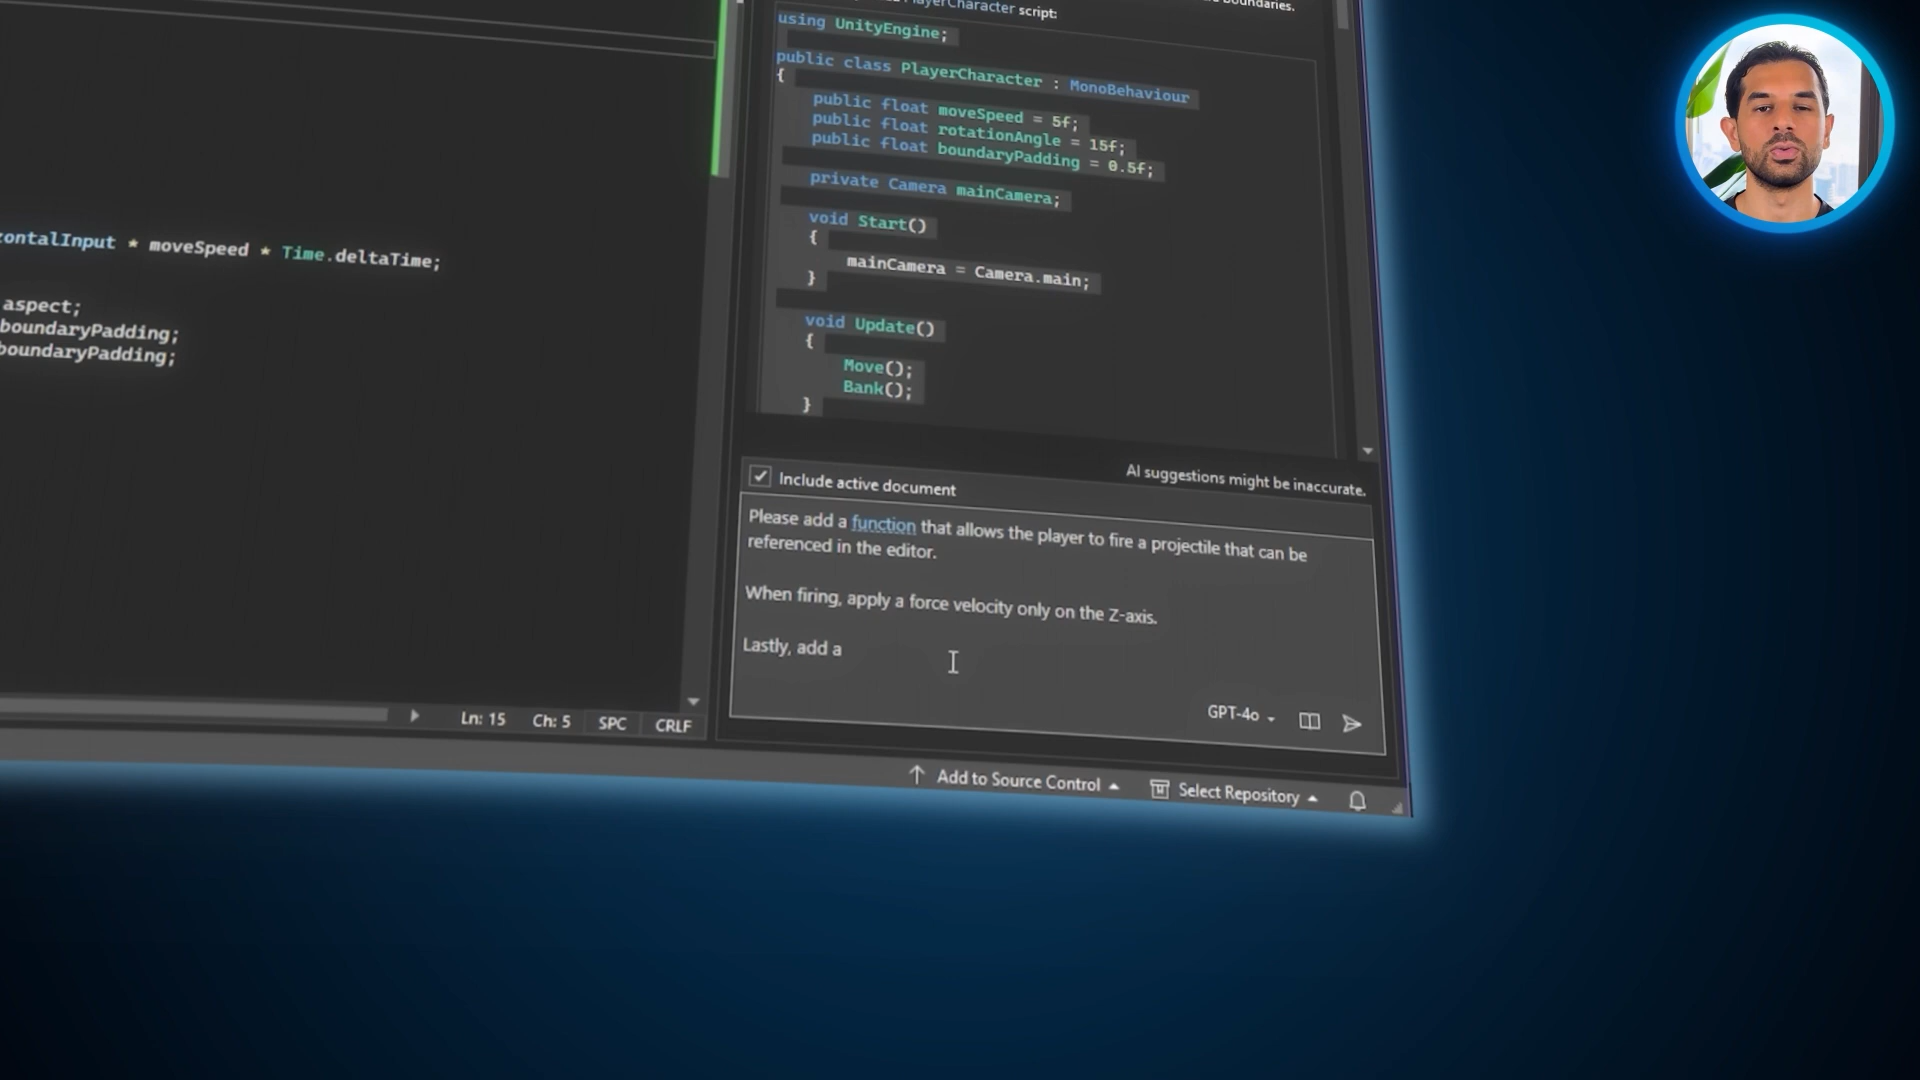 boundaries.
PlayerCharacter script:
using UnityEngine;
public class PlayerCharacter : MonoBehaviour
{
public float moveSpeed = 5f;
public float rotationAngle = 15f;
public float boundaryPadding = 0.5f;
private Camera mainCamera;
void Start()
{
mainCamera = Camera.main;
}
void Update()
{
Move();
Bank();
}
zontalInput * moveSpeed * Time.deltaTime;
aspect;
boundaryPadding;
boundaryPadding;
AI suggestions might be inaccurate.
Include active document
Please add a function that allows the player to fire a projectile that can be
referenced in the editor.
When firing, apply a force velocity only on the Z-axis.
Lastly, add a
GPT-4o
Ln: 15 Ch: 5 SPC CRLF
Add to Source Control Select Repository